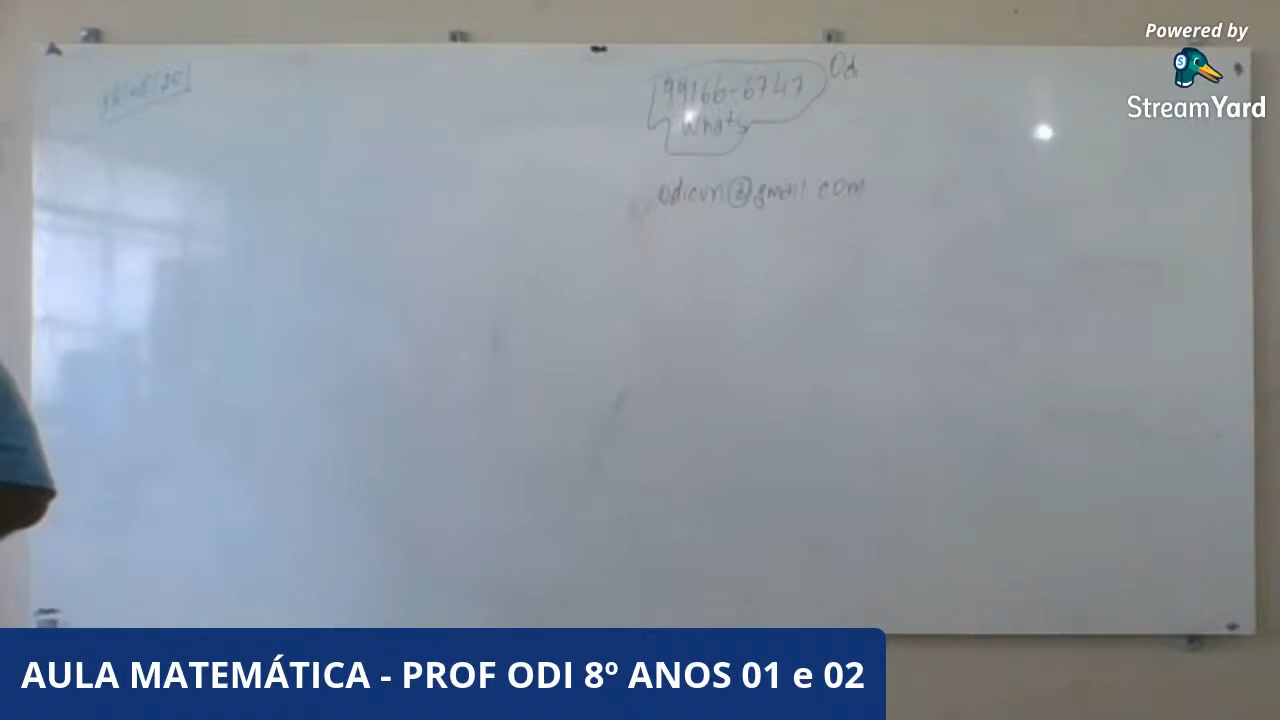 Powered by
StreamYard
99166-6747
Od
Whats
odicvn@gmail com
AULA MATEMÁTICA - PROF ODI 8º ANOS 01 e 02